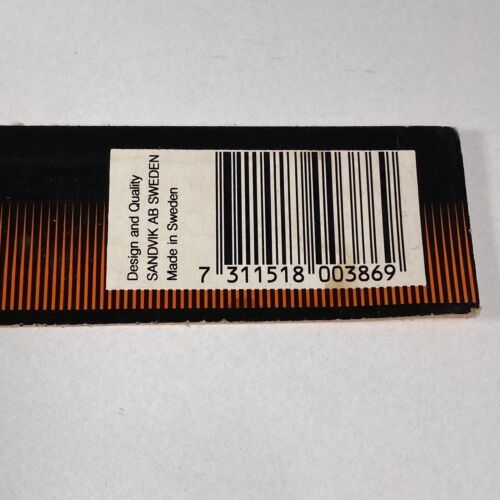 Design and Quality
SANDVIK AB SWEDEN
Made in Sweden
7 311518 003869